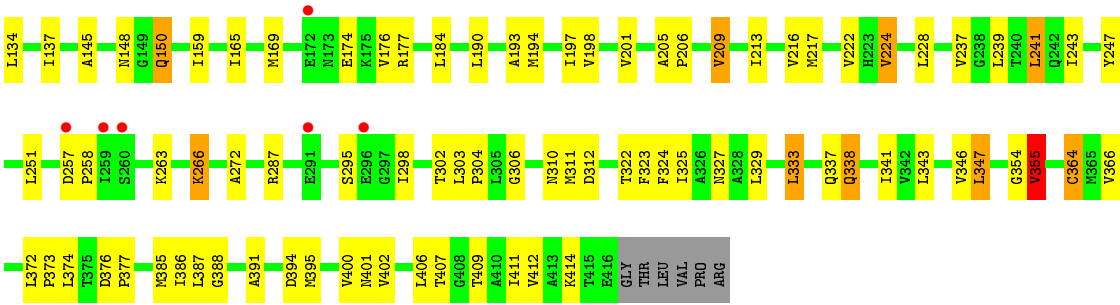 L134 I137 A145 N148 G149 Q150 I159 I165 M169 E172 N173 E174 K175 V176 R177 L184 L190 A193 M194 I197 V198 V201 A205 P206 V209 I213 V216 M217 V222 H223 V224 L228 V237 G238 L239 T240 L241 Q242 I243 Y247
L251 D257 P258 I259 S260 K263 K266 A272 R287 E291 S295 E296 G297 I298 T302 L303 P304 L305 G306 N310 M311 D312 T322 F323 F324 I325 A326 N327 A328 L329 L333 Q337 Q338 I341 V342 L343 V346 L347 G354 V355 C364 M365 V366
L372 P373 L374 T375 D376 P377 M385 I386 L387 G388 A391 D394 M395 V400 N401 V402 L406 T407 G408 T409 A410 I411 V412 A413 K414 T415 E416 GLY THR LEU VAL PRO ARG